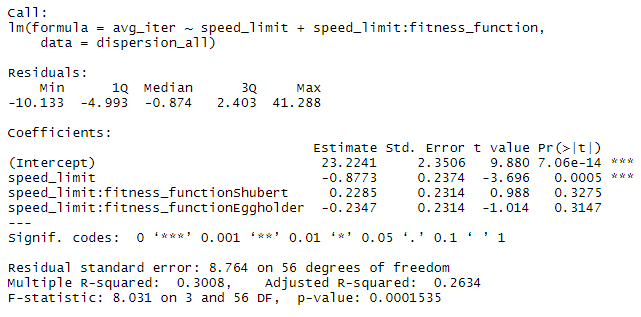 Call:
lm(formula = avg_iter ~ speed_limit + speed_limit:fitness_function,
    data = dispersion_all)
Residuals:
    Min      1Q  Median      3Q     Max
-10.133  -4.993  -0.874   2.403  41.288
Coefficients:
                                     Estimate Std. Error t value Pr(>|t|)
(Intercept)                           23.2241     2.3506   9.880 7.06e-14 ***
speed_limit                           -0.8773     0.2374  -3.696   0.0005 ***
speed_limit:fitness_functionShubert    0.2285     0.2314   0.988   0.3275
speed_limit:fitness_functionEggholder -0.2347     0.2314  -1.014   0.3147
---
Signif. codes:  0 ‘***’ 0.001 ‘**’ 0.01 ‘*’ 0.05 ‘.’ 0.1 ‘ ’ 1
Residual standard error: 8.764 on 56 degrees of freedom
Multiple R-squared:  0.3008,    Adjusted R-squared:  0.2634
F-statistic: 8.031 on 3 and 56 DF,  p-value: 0.0001535